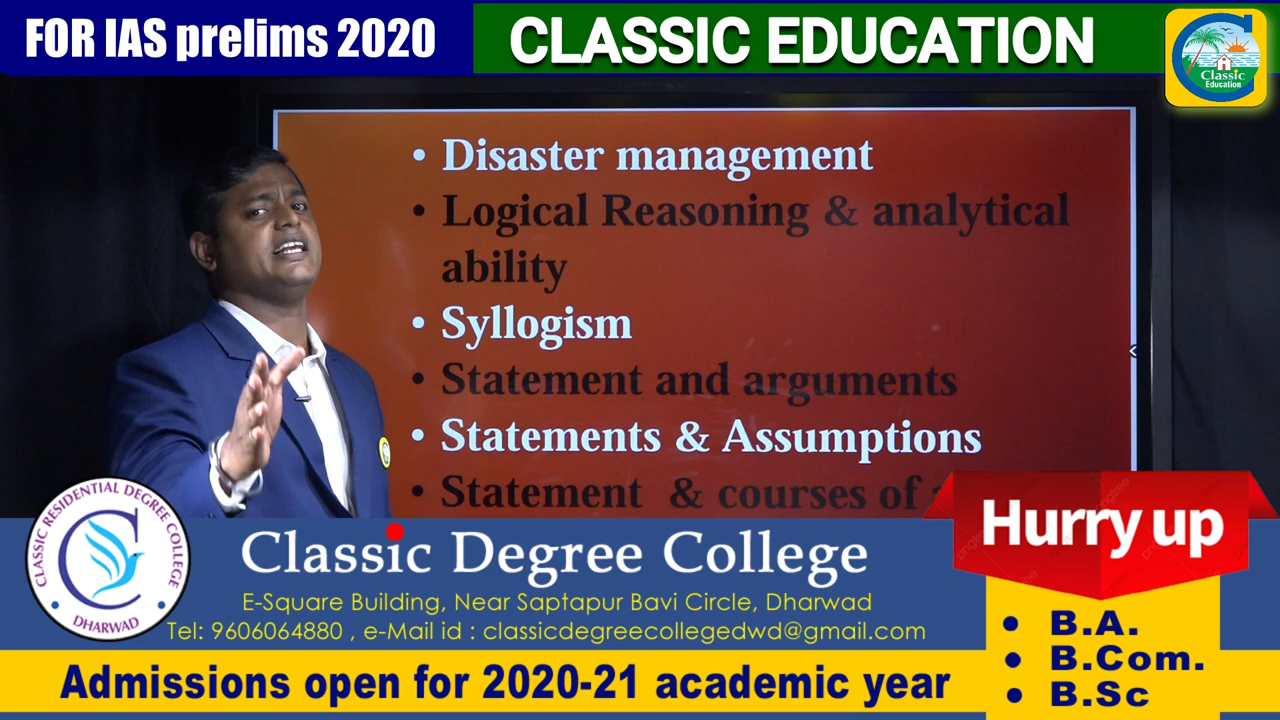 FOR IAS prelims 2020
CLASSIC EDUCATION
Classic
Education
• Disaster management
• Logical Reasoning & analytical
ability
• Syllogism
• Statement and arguments
• Statements & Assumptions
• Statement & courses of
CLASSIC RESIDENTIAL DEGREE COLLEGE
• DHARWAD •
Classic Degree College
E-Square Building, Near Saptapur Bavi Circle, Dharwad
Tel: 9606064880 , e-Mail id : classicdegreecollegedwd@gmail.com
Admissions open for 2020-21 academic year
Hurry up
• B.A.
• B.Com.
• B.Sc